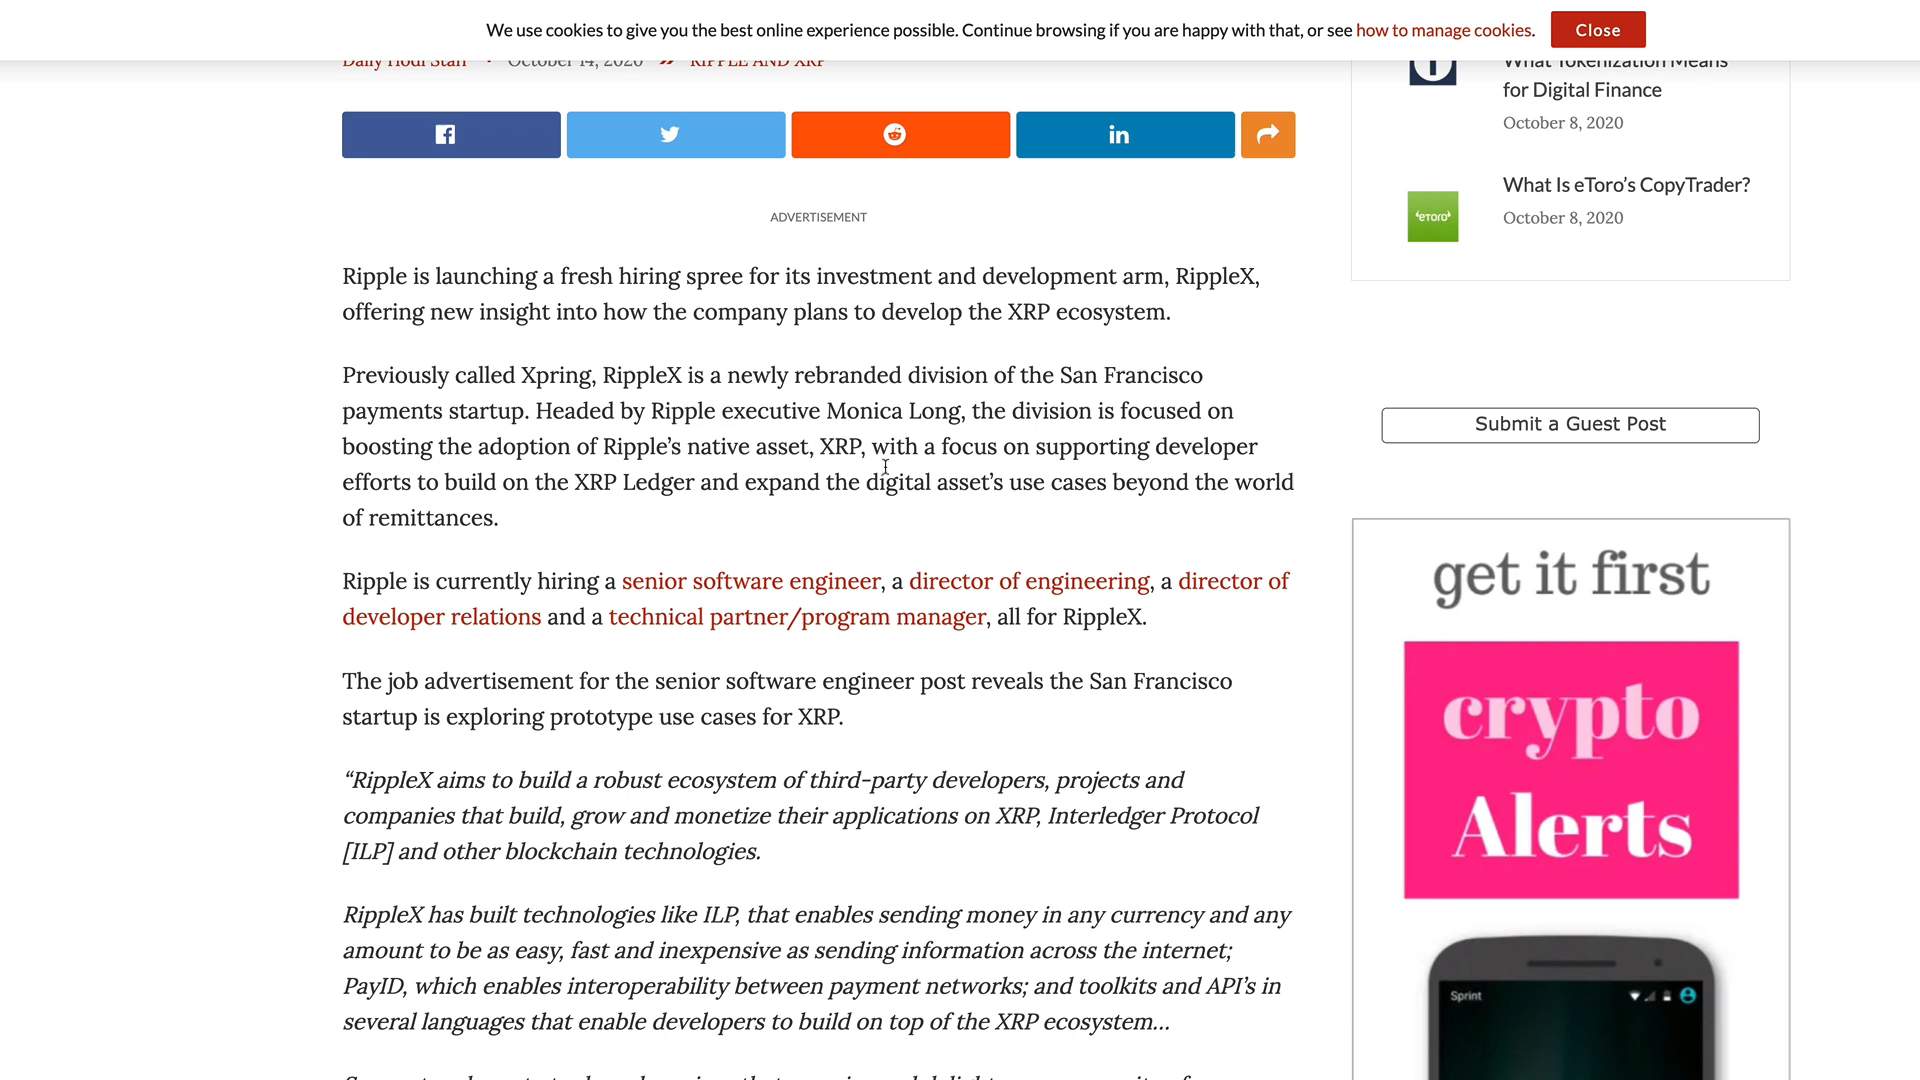 We use cookies to give you the best online experience possible. Continue browsing if you are happy with that, or see how to manage cookies.
Close
Daily Hodl Staff · October 14, 2020 » RIPPLE AND XRP
ADVERTISEMENT
Ripple is launching a fresh hiring spree for its investment and development arm, RippleX,
offering new insight into how the company plans to develop the XRP ecosystem.
Previously called Xpring, RippleX is a newly rebranded division of the San Francisco
payments startup. Headed by Ripple executive Monica Long, the division is focused on
boosting the adoption of Ripple’s native asset, XRP, with a focus on supporting developer
efforts to build on the XRP Ledger and expand the digital asset’s use cases beyond the world
of remittances.
Ripple is currently hiring a senior software engineer, a director of engineering, a director of
developer relations and a technical partner/program manager, all for RippleX.
The job advertisement for the senior software engineer post reveals the San Francisco
startup is exploring prototype use cases for XRP.
“RippleX aims to build a robust ecosystem of third-party developers, projects and
companies that build, grow and monetize their applications on XRP, Interledger Protocol
[ILP] and other blockchain technologies.
RippleX has built technologies like ILP, that enables sending money in any currency and any
amount to be as easy, fast and inexpensive as sending information across the internet;
PayID, which enables interoperability between payment networks; and toolkits and API’s in
several languages that enable developers to build on top of the XRP ecosystem…
What Tokenization Means
for Digital Finance
October 8, 2020
eToro
What Is eToro’s CopyTrader?
October 8, 2020
Submit a Guest Post
get it first
crypto
Alerts
Sprint